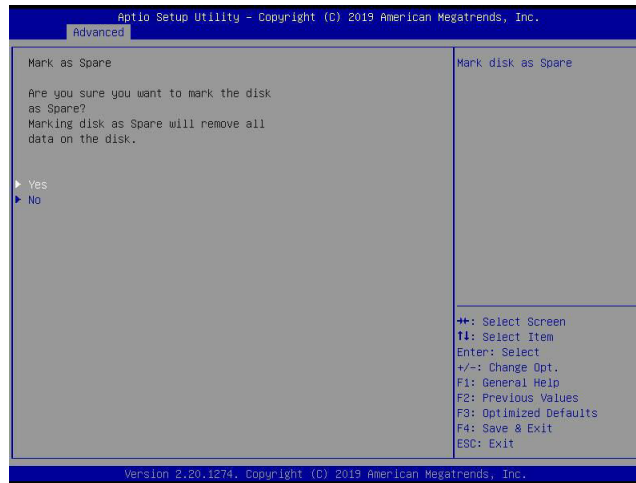 Aptio Setup Utility – Copyright (C) 2019 American Megatrends, Inc.
Advanced
Mark as Spare
Are you sure you want to mark the disk
as Spare?
Marking disk as Spare will remove all
data on the disk.
Yes
No
Mark disk as Spare
→←: Select Screen
↑↓: Select Item
Enter: Select
+/-: Change Opt.
F1: General Help
F2: Previous Values
F3: Optimized Defaults
F4: Save & Exit
ESC: Exit
Version 2.20.1274. Copyright (C) 2019 American Megatrends, Inc.